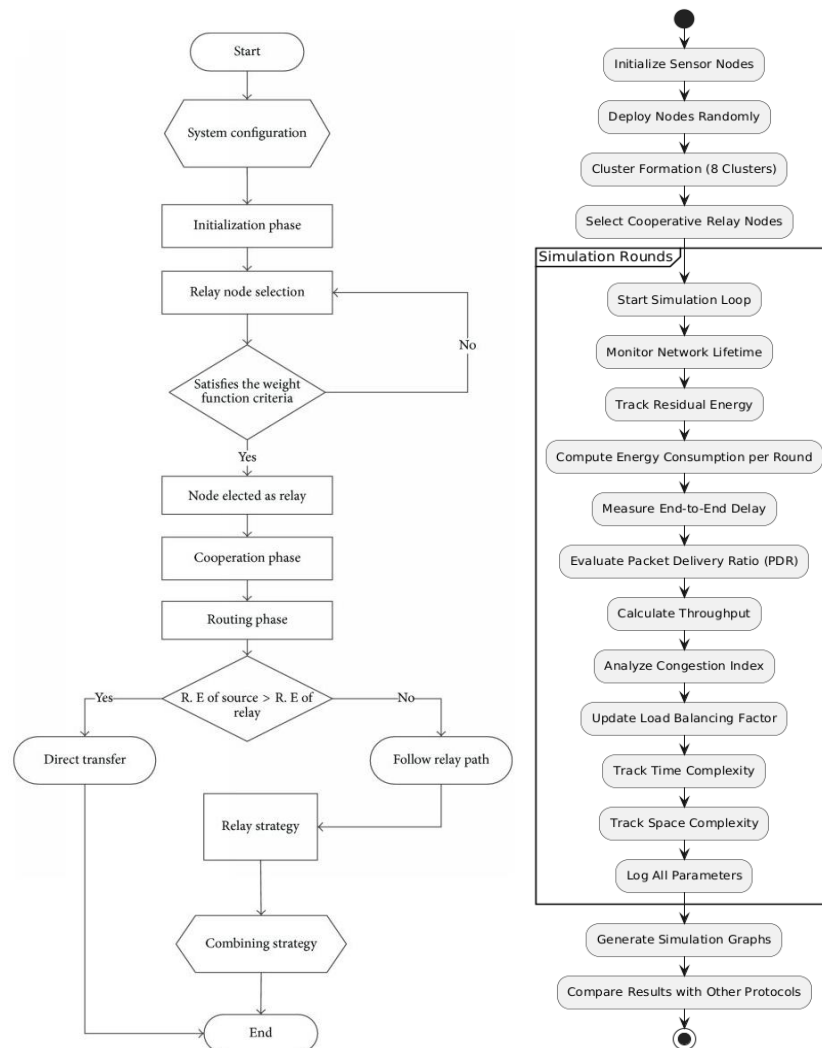 Start
System configuration
Initialization phase
Relay node selection
No
Satisfies the weight
function criteria
Yes
Node elected as relay
Cooperation phase
Routing phase
Yes
R. E of source > R. E of
relay
No
Direct transfer
Follow relay path
Relay strategy
Combining strategy
End
Initialize Sensor Nodes
Deploy Nodes Randomly
Cluster Formation (8 Clusters)
Select Cooperative Relay Nodes
Simulation Rounds
Start Simulation Loop
Monitor Network Lifetime
Track Residual Energy
Compute Energy Consumption per Round
Measure End-to-End Delay
Evaluate Packet Delivery Ratio (PDR)
Calculate Throughput
Analyze Congestion Index
Update Load Balancing Factor
Track Time Complexity
Track Space Complexity
Log All Parameters
Generate Simulation Graphs
Compare Results with Other Protocols